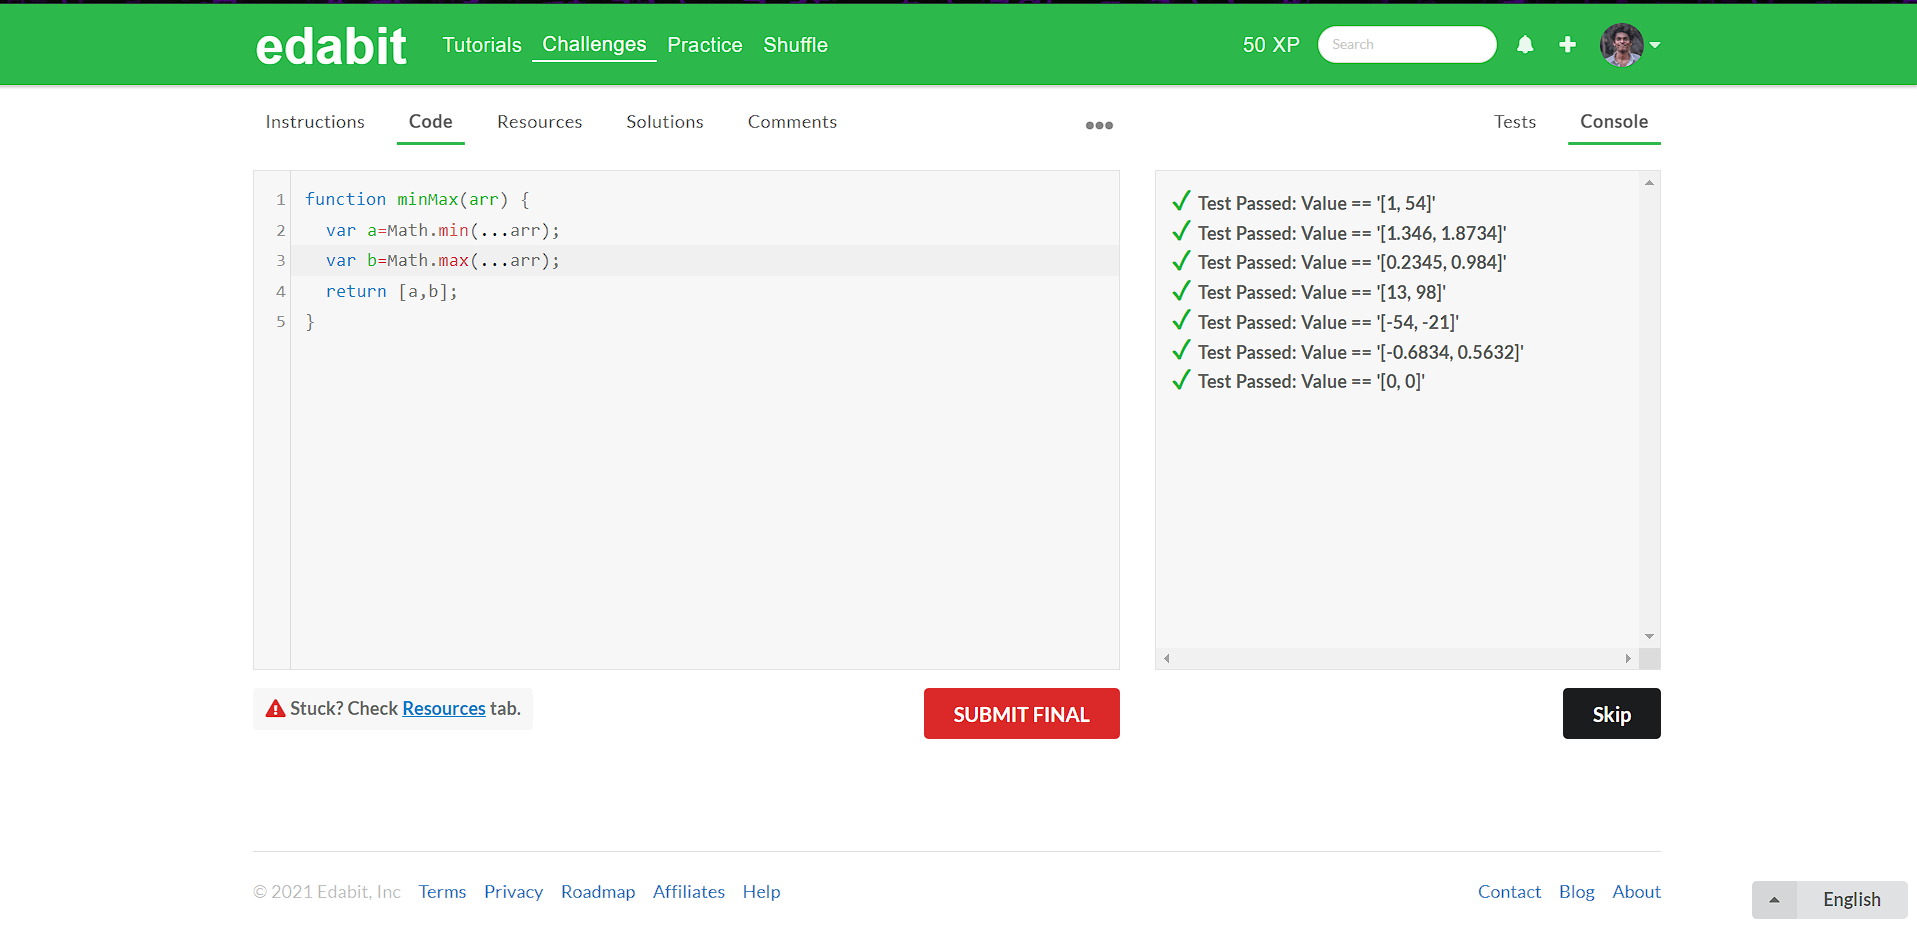 edabit Tutorials Challenges Practice Shuffle 50 XP Search
Instructions Code Resources Solutions Comments Tests Console
1 function minMax(arr) {
2 var a=Math.min(...arr);
3 var b=Math.max(...arr);
4 return [a,b];
5 }
Test Passed: Value == '[1, 54]'
Test Passed: Value == '[1.346, 1.8734]'
Test Passed: Value == '[0.2345, 0.984]'
Test Passed: Value == '[13, 98]'
Test Passed: Value == '[-54, -21]'
Test Passed: Value == '[-0.6834, 0.5632]'
Test Passed: Value == '[0, 0]'
Stuck? Check Resources tab. SUBMIT FINAL Skip
© 2021 Edabit, Inc Terms Privacy Roadmap Affiliates Help Contact Blog About
English